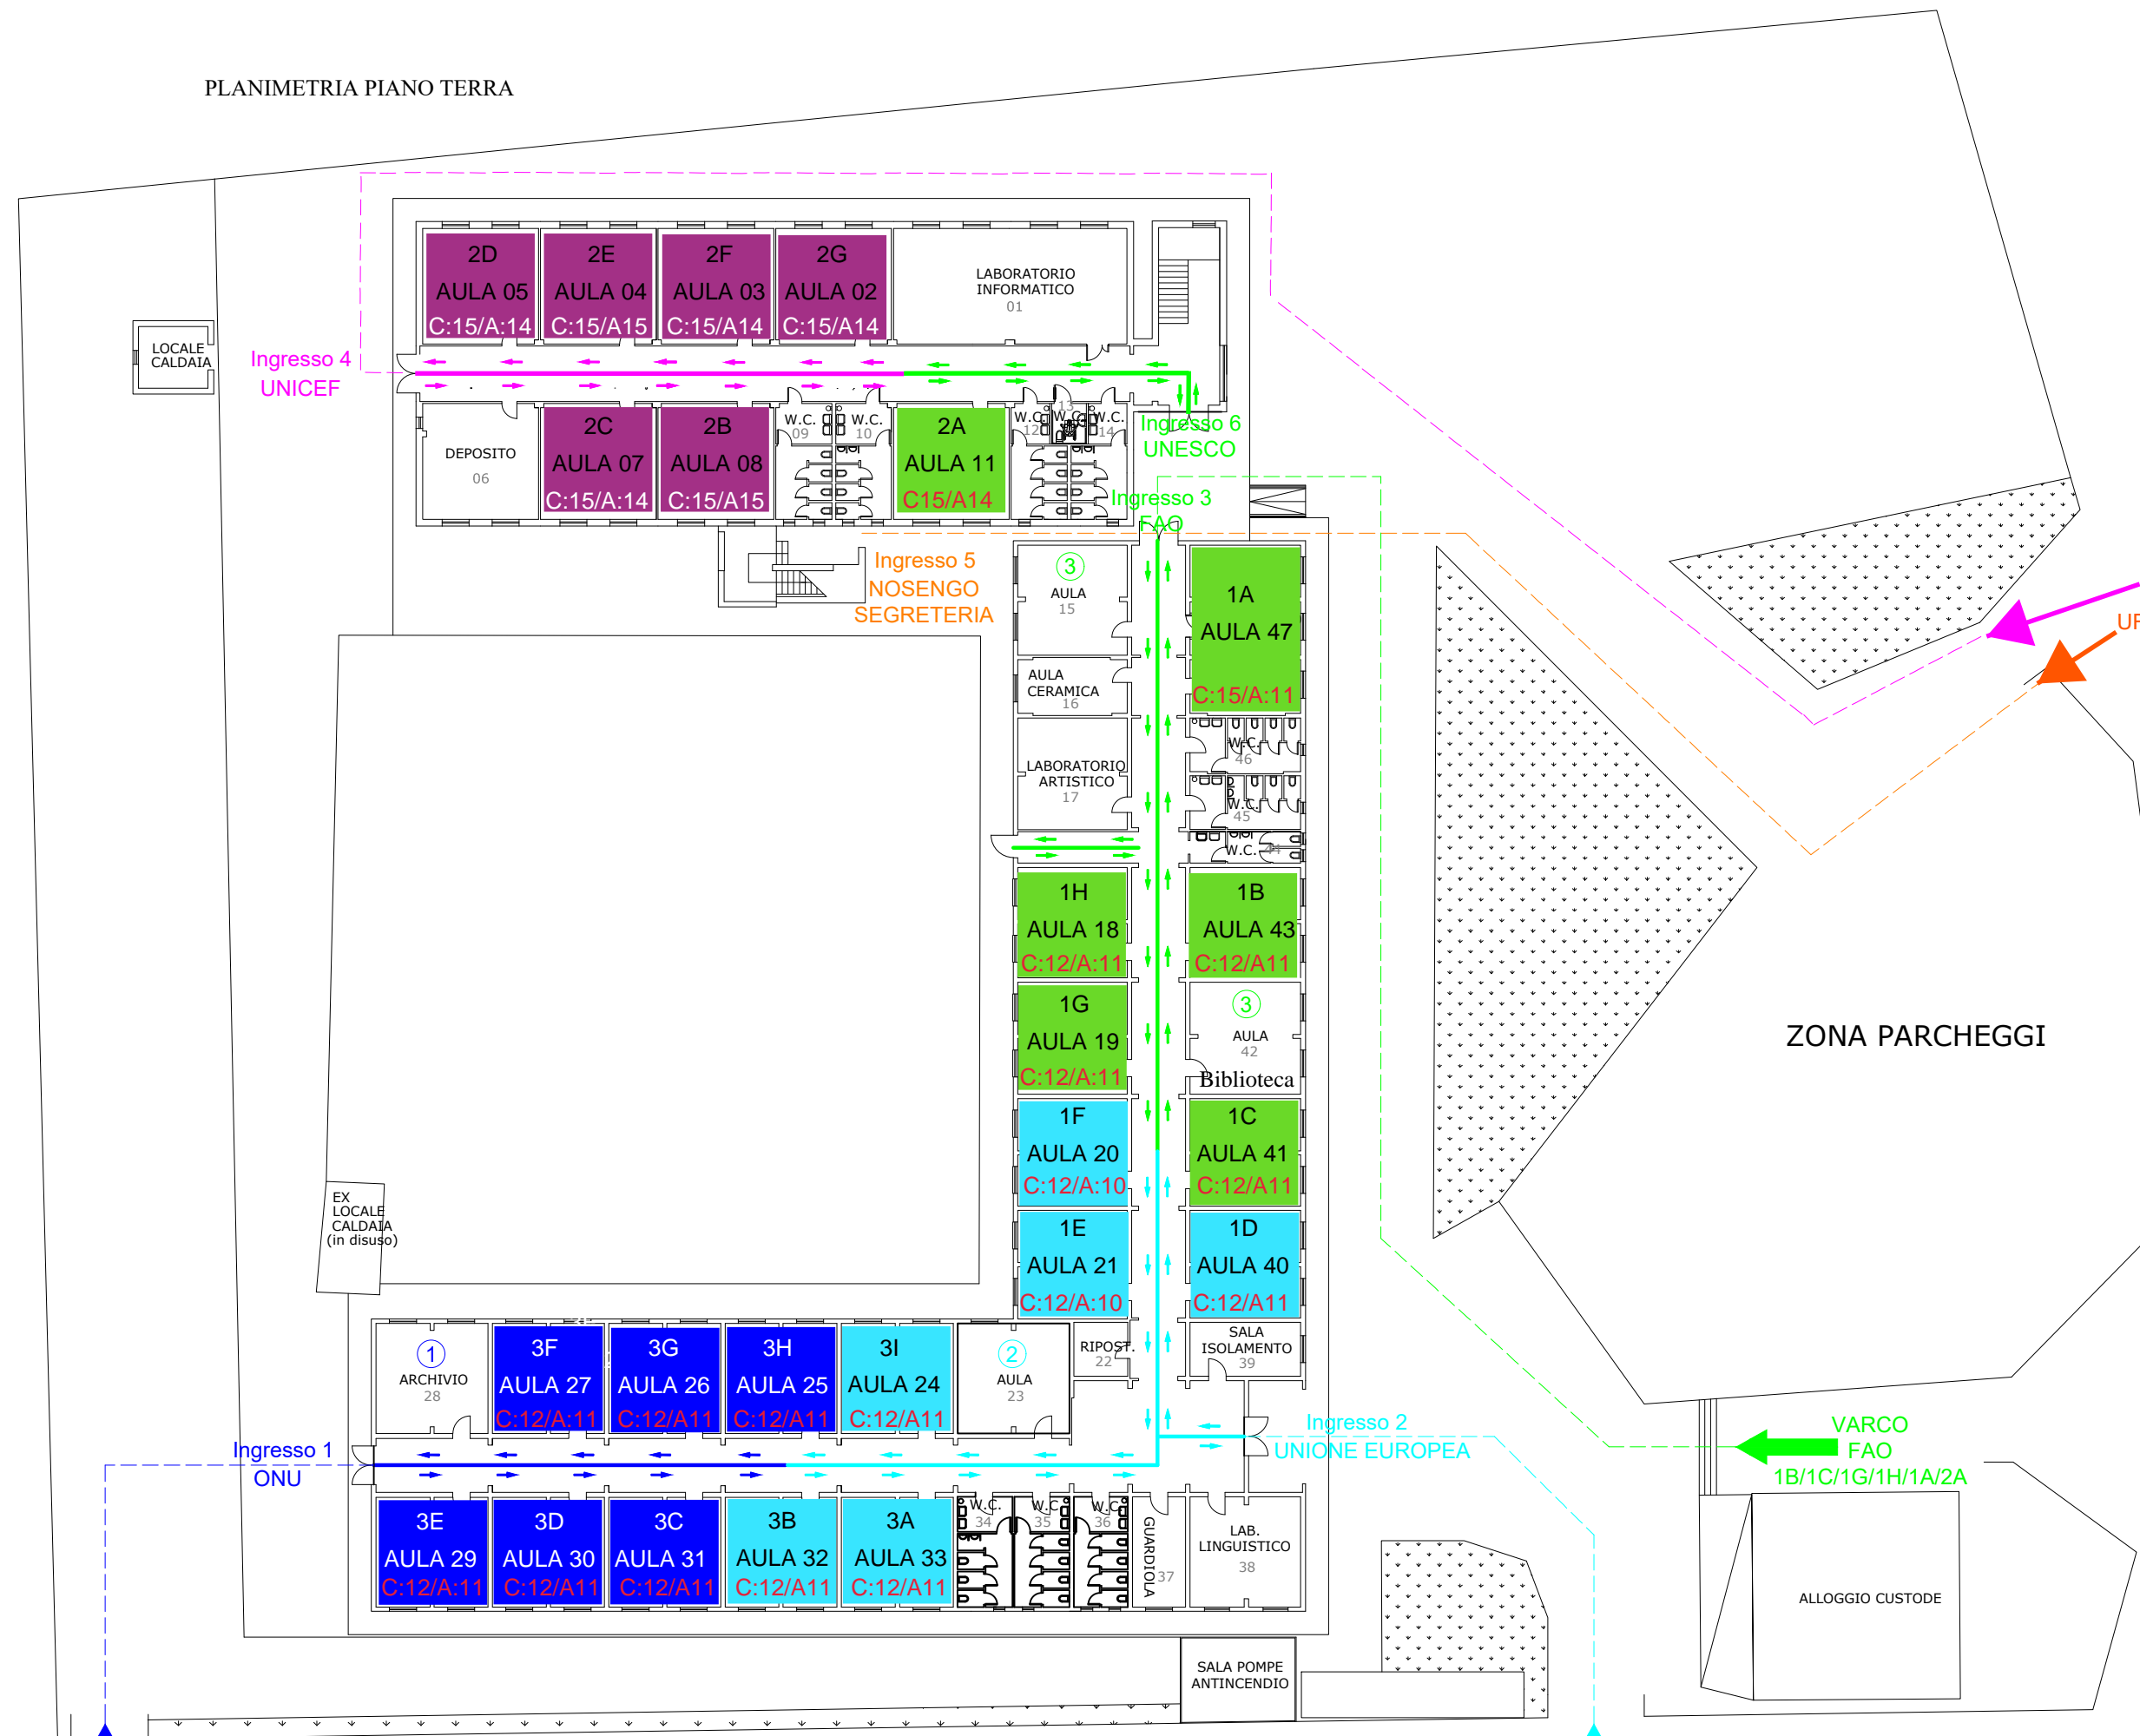 PLANIMETRIA PIANO TERRA
2D
AULA 05
C:15/A:14
2E
AULA 04
C:15/A15
2F
AULA 03
C:15/A14
2G
AULA 02
C:15/A14
LABORATORIO
INFORMATICO
01
LOCALE
CALDAIA
Ingresso 4
UNICEF
DEPOSITO
06
2C
AULA 07
C:15/A:14
2B
AULA 08
C:15/A15
W.C.
09
W.C.
10
2A
AULA 11
C15/A14
W.C.
12
13
W.C.
W.C.
14
Ingresso 6
UNESCO
Ingresso 3
FAO
Ingresso 5
NOSENGO
SEGRETERIA
3
AULA
15
1A
AULA 47
C:15/A:11
AULA
CERAMICA
16
LABORATORIO
ARTISTICO
17
W.C.
46
W.C.
45
W.C.
44
1H
AULA 18
C:12/A:11
1B
AULA 43
C:12/A11
1G
AULA 19
C:12/A:11
3
AULA
42
Biblioteca
1F
AULA 20
C:12/A:10
1C
AULA 41
C:12/A11
1E
AULA 21
C:12/A:10
1D
AULA 40
C:12/A11
ZONA PARCHEGGI
EX
LOCALE
CALDAIA
(in disuso)
1
ARCHIVIO
28
3F
AULA 27
C:12/A:11
3G
AULA 26
C:12/A11
3H
AULA 25
C:12/A11
3I
AULA 24
C:12/A11
2
AULA
23
RIPOST.
22
SALA
ISOLAMENTO
39
Ingresso 1
ONU
Ingresso 2
UNIONE EUROPEA
VARCO
FAO
1B/1C/1G/1H/1A/2A
3E
AULA 29
C:12/A:11
3D
AULA 30
C:12/A11
3C
AULA 31
C:12/A11
3B
AULA 32
C:12/A11
3A
AULA 33
C:12/A11
W.C.
34
W.C.
35
W.C.
36
GUARDIOLA
37
LAB.
LINGUISTICO
38
ALLOGGIO CUSTODE
SALA POMPE
ANTINCENDIO